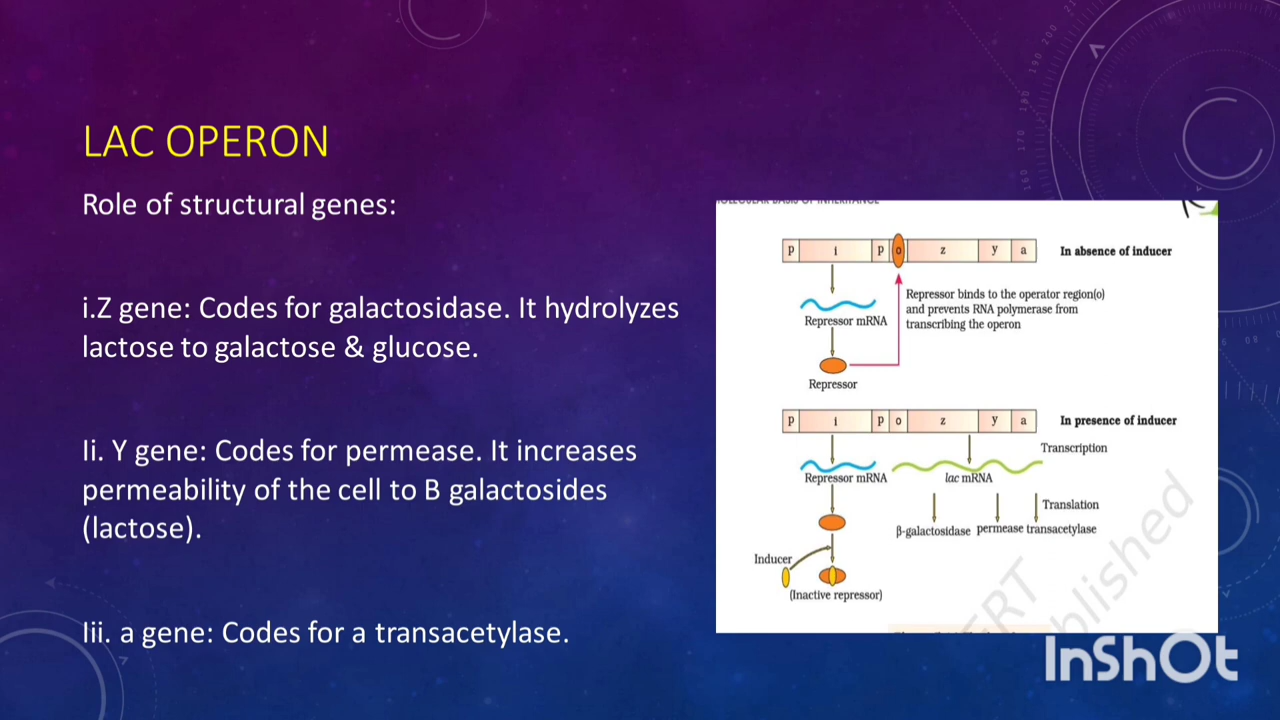 LAC OPERON
Role of structural genes:
i.Z gene: Codes for galactosidase. It hydrolyzes
lactose to galactose & glucose.
Ii. Y gene: Codes for permease. It increases
permeability of the cell to B galactosides
(lactose).
Iii. a gene: Codes for a transacetylase.
MOLECULAR BASIS OF INHERITANCE
p i p o z y a In absence of inducer
Repressor binds to the operator region(o)
and prevents RNA polymerase from
transcribing the operon
Repressor mRNA
Repressor
p i p o z y a In presence of inducer
Transcription
Repressor mRNA lac mRNA
Translation
β-galactosidase permease transacetylase
Inducer
(Inactive repressor)
InShOt